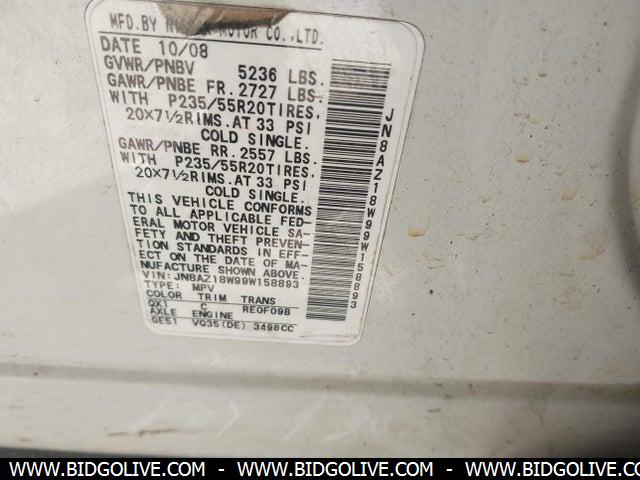 MFD. BY NISSAN MOTOR CO., LTD.
DATE 10/08
GVWR/PNBV 5236 LBS.
GAWR/PNBE FR. 2727 LBS.
WITH P235/55R20TIRES,
20X7½RIMS. AT 33 PSI
COLD SINGLE.
GAWR/PNBE RR. 2557 LBS.
WITH P235/55R20TIRES,
20X7½RIMS. AT 33 PSI
COLD SINGLE.
THIS VEHICLE CONFORMS
TO ALL APPLICABLE FED-
ERAL MOTOR VEHICLE SA-
FETY AND THEFT PREVEN-
TION STANDARDS IN EFF-
ECT ON THE DATE OF MA-
NUFACTURE SHOWN ABOVE.
VIN: JN8AZ18W99W158893
TYPE: MPV
COLOR TRIM TRANS
QX1 C RE0F09B
AXLE ENGINE
GE51 VQ35(DE) 3498CC
JN8AZ18W99W158893
WWW.BIDGOLIVE.COM - WWW.BIDGOLIVE.COM - WWW.BIDGOLIVE.COM